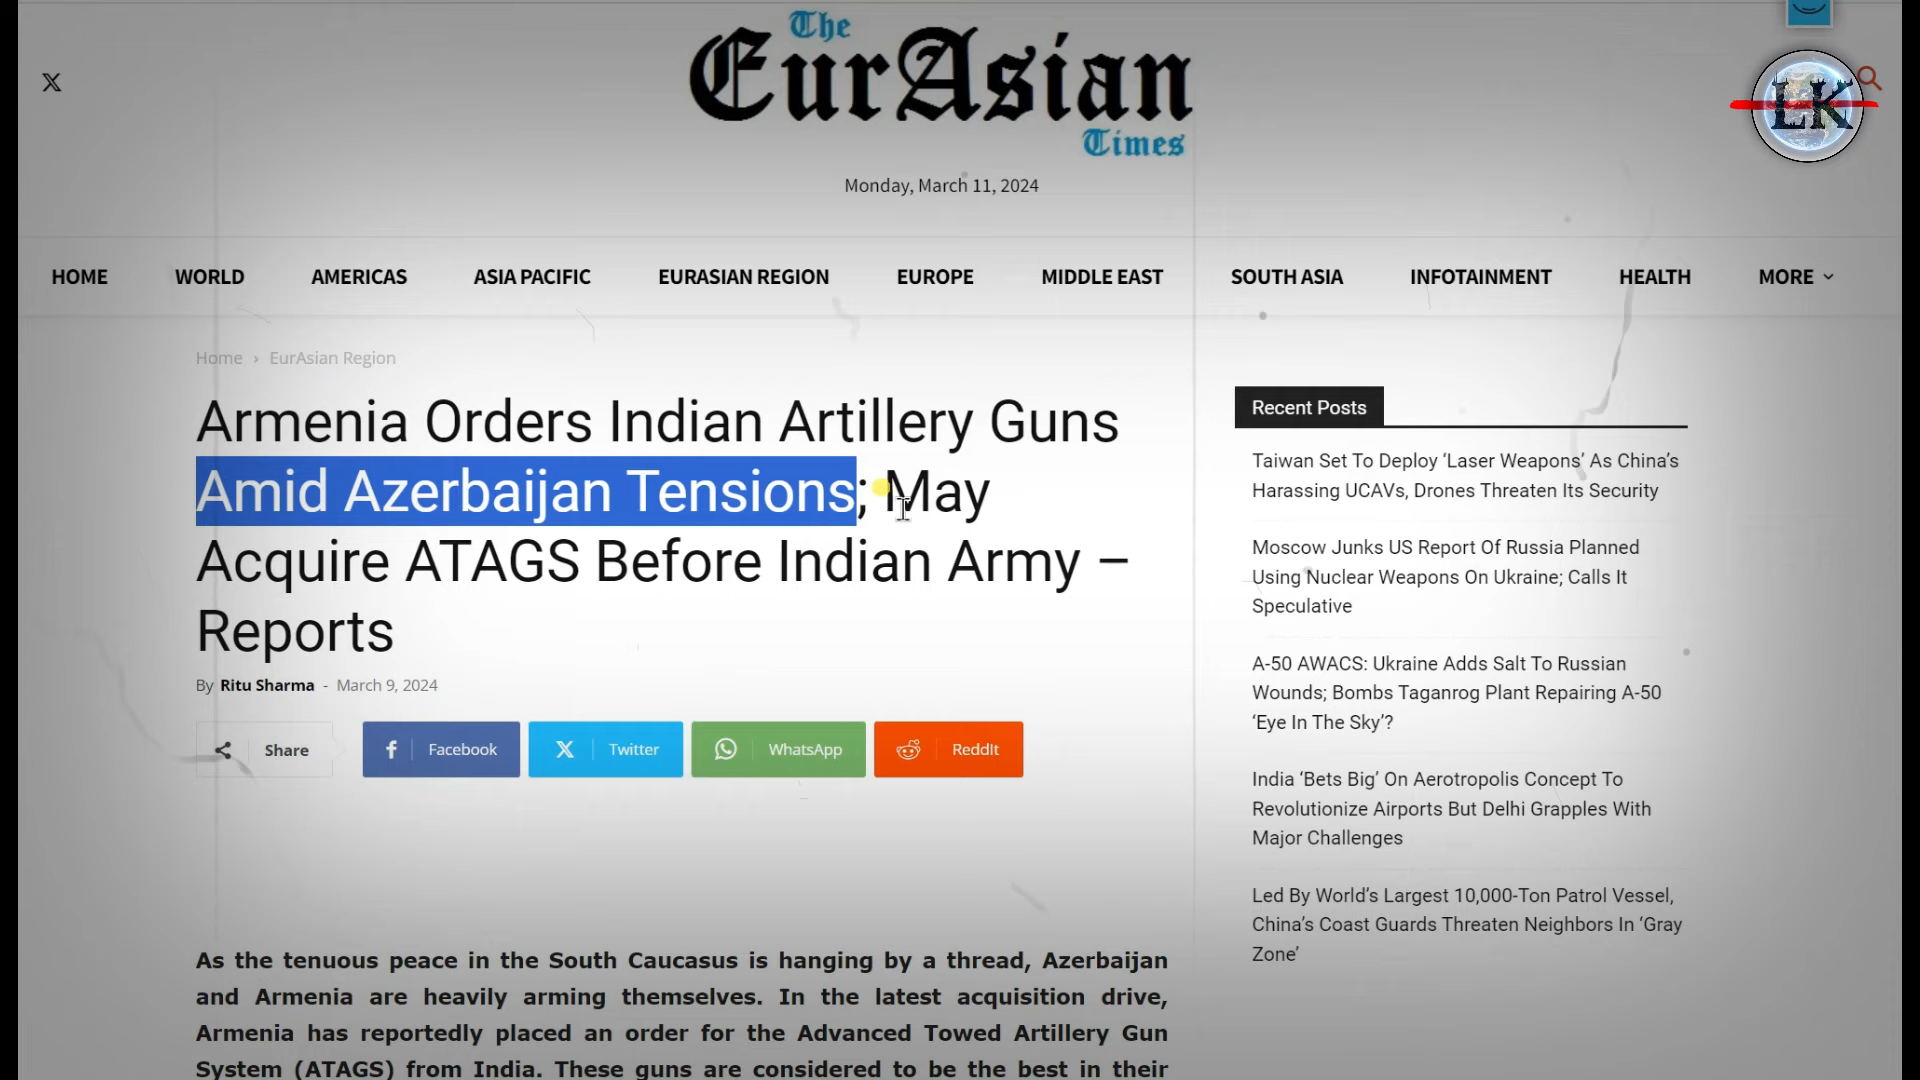 The
EurAsian
Times
LK
Monday, March 11, 2024
HOME WORLD AMERICAS ASIA PACIFIC EURASIAN REGION EUROPE MIDDLE EAST SOUTH ASIA INFOTAINMENT HEALTH MORE
Home › EurAsian Region
Armenia Orders Indian Artillery Guns
Amid Azerbaijan Tensions; May
Acquire ATAGS Before Indian Army –
Reports
By Ritu Sharma - March 9, 2024
Share Facebook Twitter WhatsApp ReddIt
As the tenuous peace in the South Caucasus is hanging by a thread, Azerbaijan
and Armenia are heavily arming themselves. In the latest acquisition drive,
Armenia has reportedly placed an order for the Advanced Towed Artillery Gun
System (ATAGS) from India. These guns are considered to be the best in their
Recent Posts
Taiwan Set To Deploy ‘Laser Weapons’ As China’s
Harassing UCAVs, Drones Threaten Its Security
Moscow Junks US Report Of Russia Planned
Using Nuclear Weapons On Ukraine; Calls It
Speculative
A-50 AWACS: Ukraine Adds Salt To Russian
Wounds; Bombs Taganrog Plant Repairing A-50
‘Eye In The Sky’?
India ‘Bets Big’ On Aerotropolis Concept To
Revolutionize Airports But Delhi Grapples With
Major Challenges
Led By World’s Largest 10,000-Ton Patrol Vessel,
China’s Coast Guards Threaten Neighbors In ‘Gray
Zone’